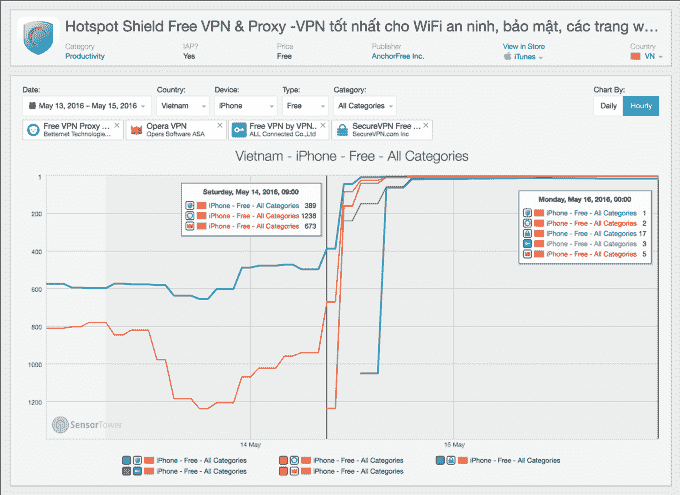 Hotspot Shield Free VPN & Proxy -VPN tốt nhất cho WiFi an ninh, bảo mật, các trang w…
Category IAP? Price Publisher View in Store Country
Productivity Yes Free AnchorFree Inc. iTunes VN
Date: Country: Device: Type: Category: Chart By:
May 13, 2016 – May 15, 2016 Vietnam iPhone Free All Categories Daily Hourly
Free VPN Proxy ... Opera VPN Free VPN by VPN... SecureVPN Free ...
Betternet Technologie... Opera Software ASA ALL Connected Co.,Ltd SecureVPN.com Inc
Vietnam - iPhone - Free - All Categories
1
200
400
600
800
1000
1200
Saturday, May 14, 2016, 09:00
iPhone - Free - All Categories 389
iPhone - Free - All Categories 1238
iPhone - Free - All Categories 673
Monday, May 16, 2016, 00:00
iPhone - Free - All Categories 1
iPhone - Free - All Categories 2
iPhone - Free - All Categories 17
iPhone - Free - All Categories 3
iPhone - Free - All Categories 5
SensorTower
14 May 15 May
iPhone - Free - All Categories iPhone - Free - All Categories iPhone - Free - All Categories
iPhone - Free - All Categories iPhone - Free - All Categories